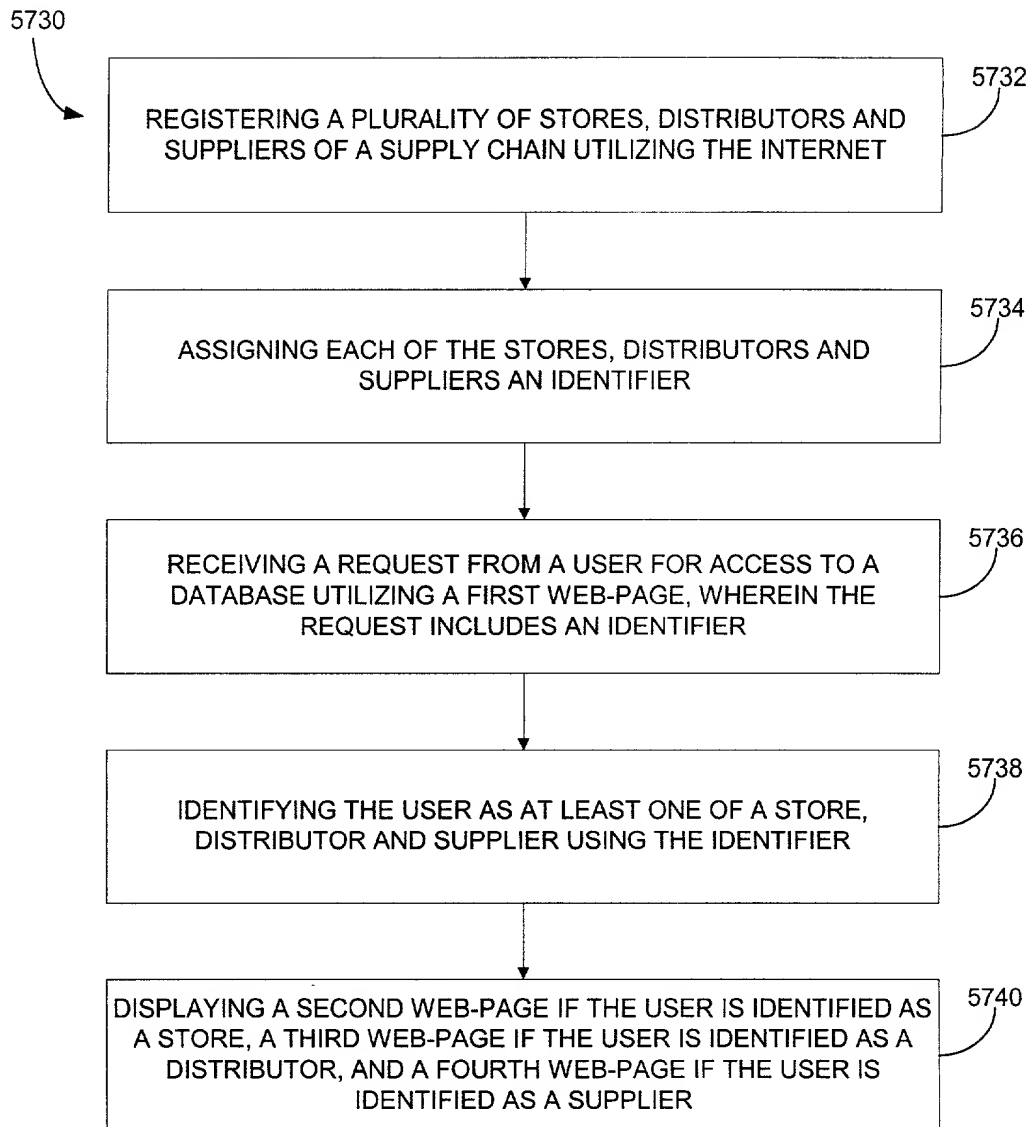 5730
5732
REGISTERING A PLURALITY OF STORES, DISTRIBUTORS AND
SUPPLIERS OF A SUPPLY CHAIN UTILIZING THE INTERNET
5734
ASSIGNING EACH OF THE STORES, DISTRIBUTORS AND
SUPPLIERS AN IDENTIFIER
5736
RECEIVING A REQUEST FROM A USER FOR ACCESS TO A
DATABASE UTILIZING A FIRST WEB-PAGE, WHEREIN THE
REQUEST INCLUDES AN IDENTIFIER
5738
IDENTIFYING THE USER AS AT LEAST ONE OF A STORE,
DISTRIBUTOR AND SUPPLIER USING THE IDENTIFIER
5740
DISPLAYING A SECOND WEB-PAGE IF THE USER IS IDENTIFIED AS
A STORE, A THIRD WEB-PAGE IF THE USER IS IDENTIFIED AS A
DISTRIBUTOR, AND A FOURTH WEB-PAGE IF THE USER IS
IDENTIFIED AS A SUPPLIER